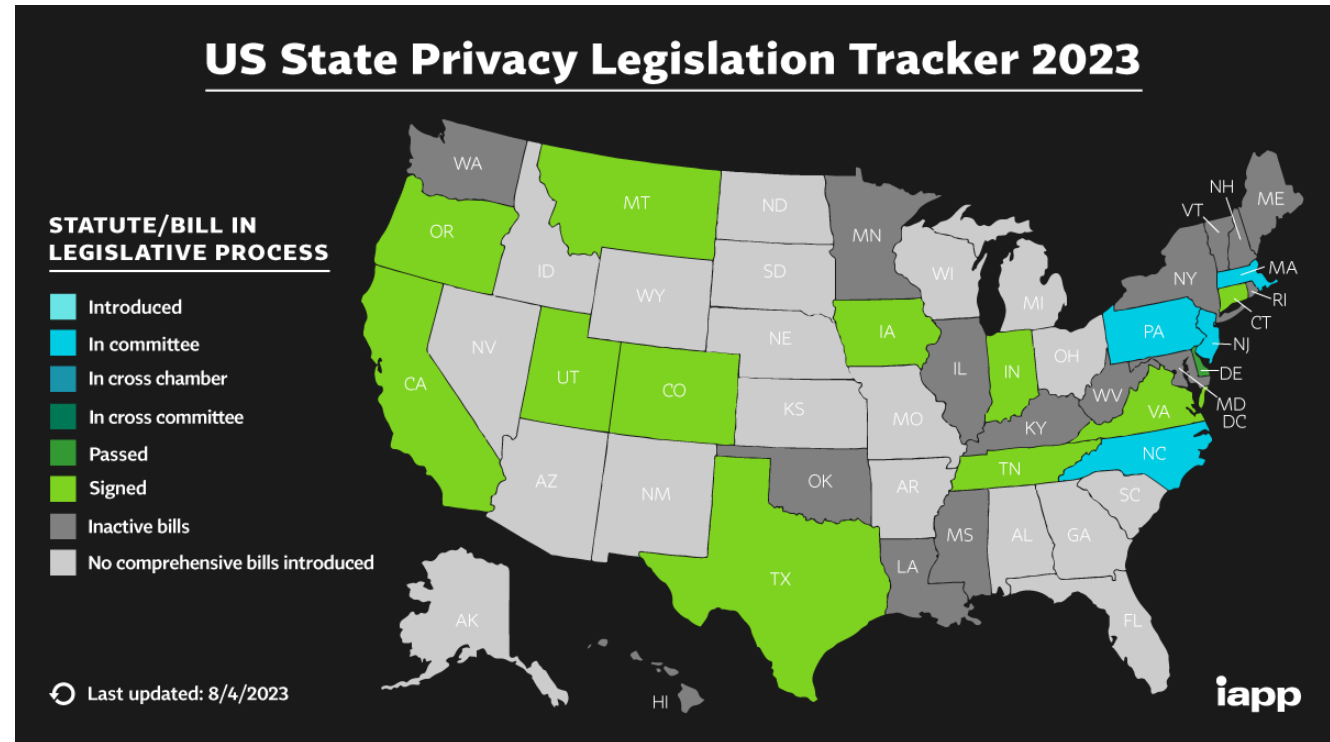 US State Privacy Legislation Tracker 2023
STATUTE/BILL IN
LEGISLATIVE PROCESS
Introduced
In committee
In cross chamber
In cross committee
Passed
Signed
Inactive bills
No comprehensive bills introduced
Last updated: 8/4/2023
WA
OR
CA
MT
ID
NV
WY
UT
CO
AZ
NM
ND
SD
NE
KS
OK
TX
MN
IA
MO
AR
LA
WI
IL
MS
MI
IN
KY
TN
AL
OH
WV
VA
NC
SC
GA
FL
PA
NY
VT
NH
ME
MA
RI
CT
NJ
DE
MD
DC
AK
HI
iapp